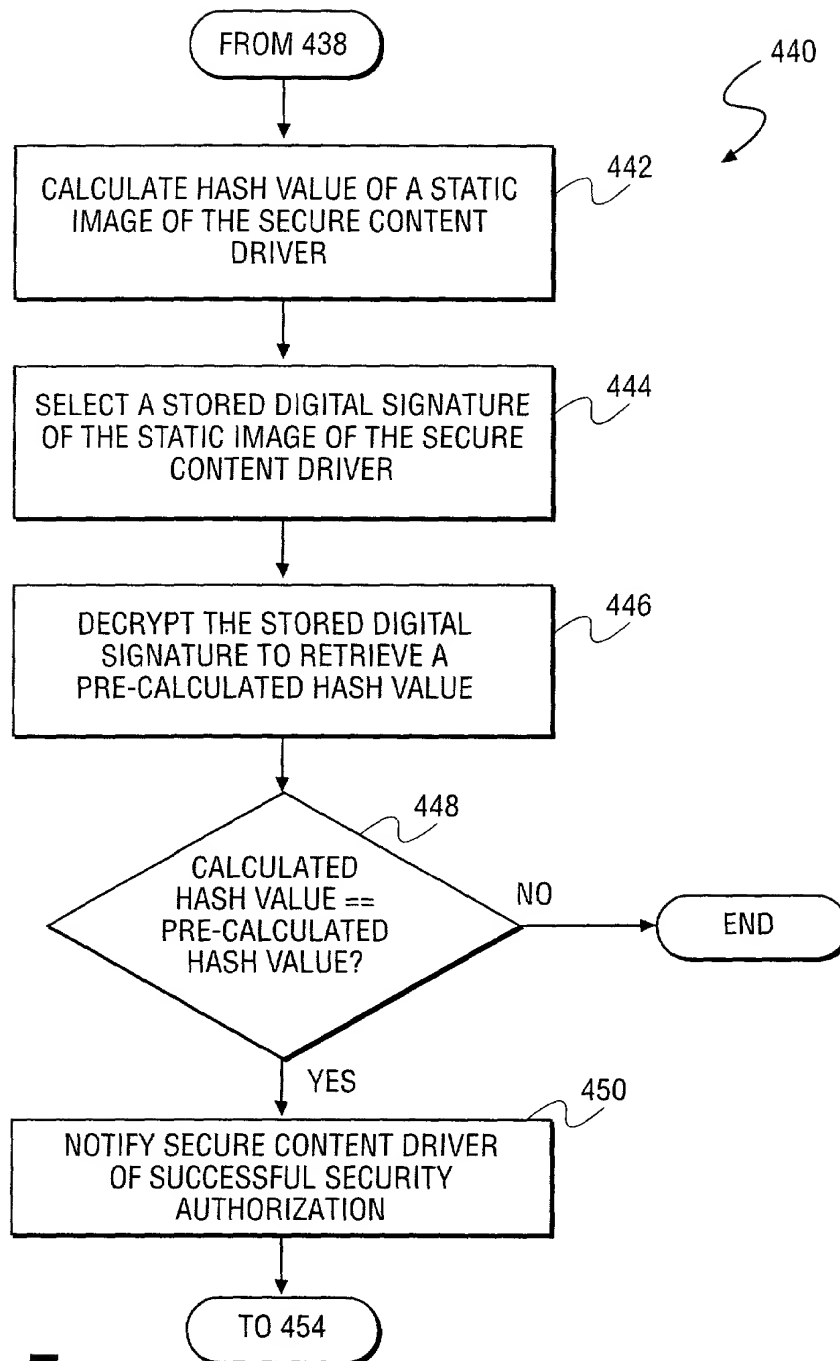 FROM 438
440
CALCULATE HASH VALUE OF A STATIC
IMAGE OF THE SECURE CONTENT
DRIVER
442
SELECT A STORED DIGITAL SIGNATURE
OF THE STATIC IMAGE OF THE SECURE
CONTENT DRIVER
444
DECRYPT THE STORED DIGITAL
SIGNATURE TO RETRIEVE A
PRE-CALCULATED HASH VALUE
446
448
CALCULATED
HASH VALUE ==
PRE-CALCULATED
HASH VALUE?
NO
END
YES
450
NOTIFY SECURE CONTENT DRIVER
OF SUCCESSFUL SECURITY
AUTHORIZATION
TO 454